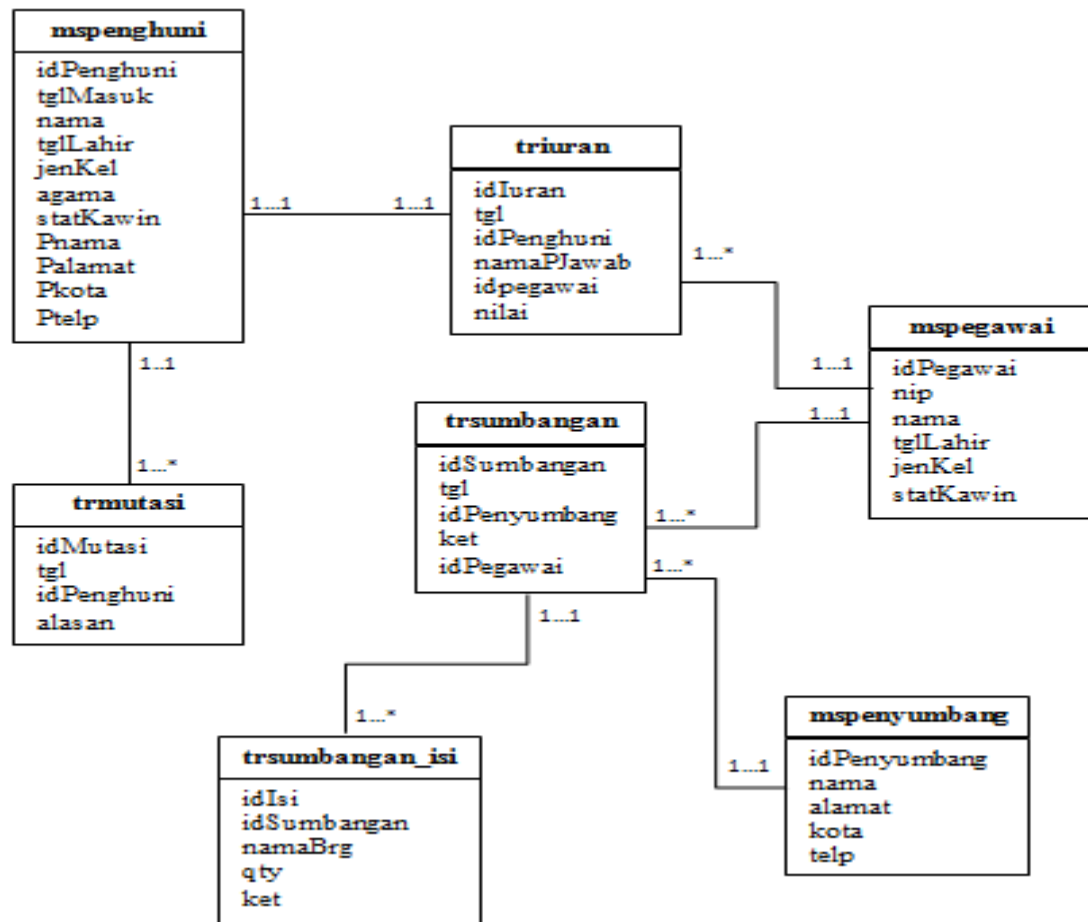 mspenghuni
idPenghuni
tglMasuk
nama
tglLahir
jenKel
agama
statKawin
Pnama
Palamat
Pkota
Ptelp
1...1
1...1
triuran
idIuran
tgl
idPenghuni
namaPJawab
idpegawai
nilai
1...*
1...1
mspegawai
idPegawai
nip
nama
tglLahir
jenKel
statKawin
1...1
1...1
1...*
trmutasi
idMutasi
tgl
idPenghuni
alasan
trsumbangan
idSumbangan
tgl
idPenyumbang
ket
idPegawai
1...*
1...*
1...1
1...*
trsumbangan_isi
idIsi
idSumbangan
namaBrg
qty
ket
1...1
mspenyumbang
idPenyumbang
nama
alamat
kota
telp